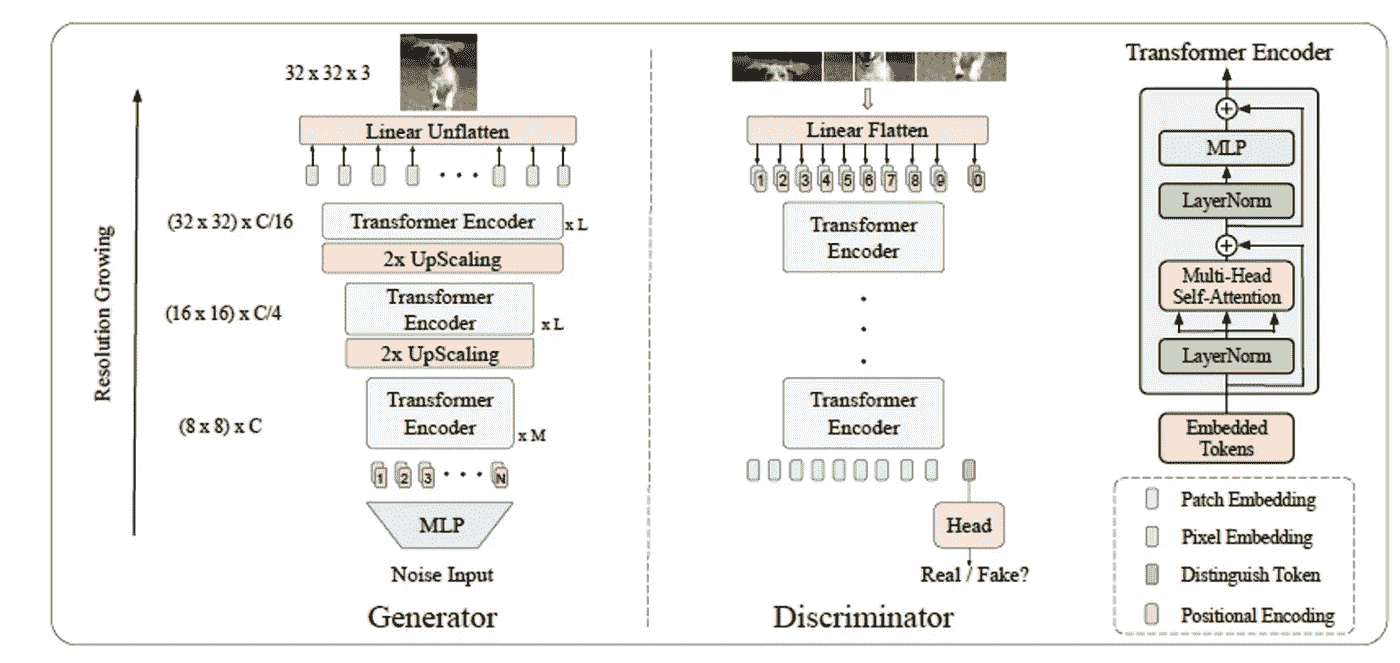 32 x 32 x 3
Linear Unflatten
(32 x 32) x C/16
Transformer Encoder
x L
2x UpScaling
(16 x 16) x C/4
Transformer
Encoder
x L
2x UpScaling
Resolution Growing
(8 x 8) x C
Transformer
Encoder
x M
1 2 3 N
MLP
Noise Input
Generator
Linear Flatten
1 2 3 4 5 6 7 8 9 0
Transformer
Encoder
Transformer
Encoder
Head
Real / Fake?
Discriminator
Transformer Encoder
+
MLP
LayerNorm
+
Multi-Head
Self-Attention
LayerNorm
Embedded
Tokens
Patch Embedding
Pixel Embedding
Distinguish Token
Positional Encoding